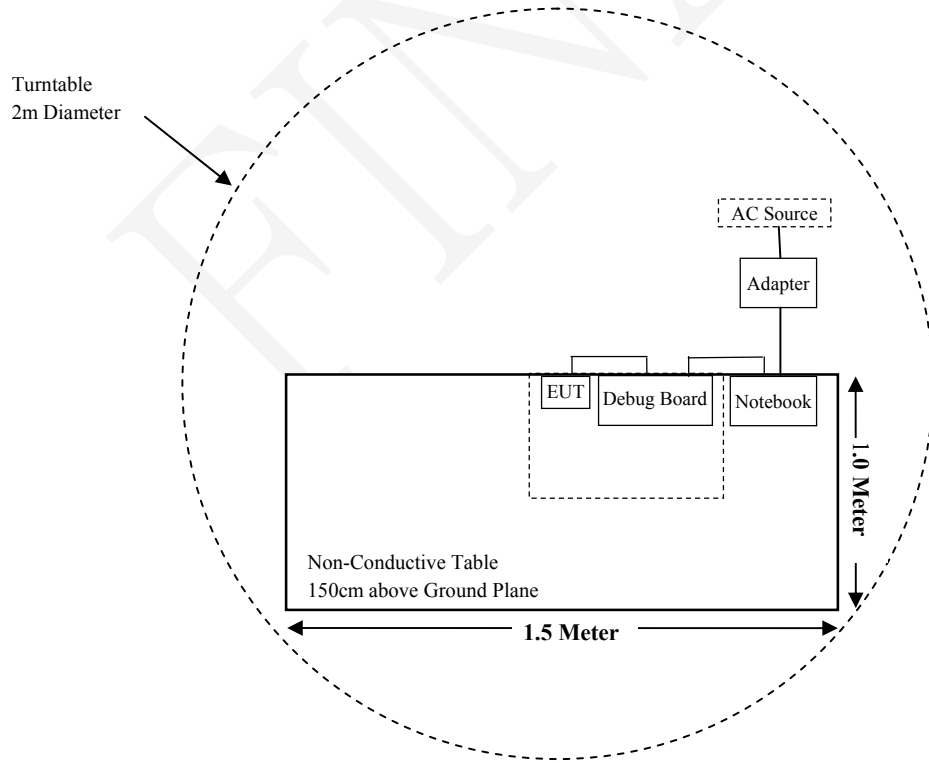 Turntable
2m Diameter
AC Source
Adapter
EUT
Debug Board
Notebook
1.0 Meter
Non-Conductive Table
150cm above Ground Plane
1.5 Meter